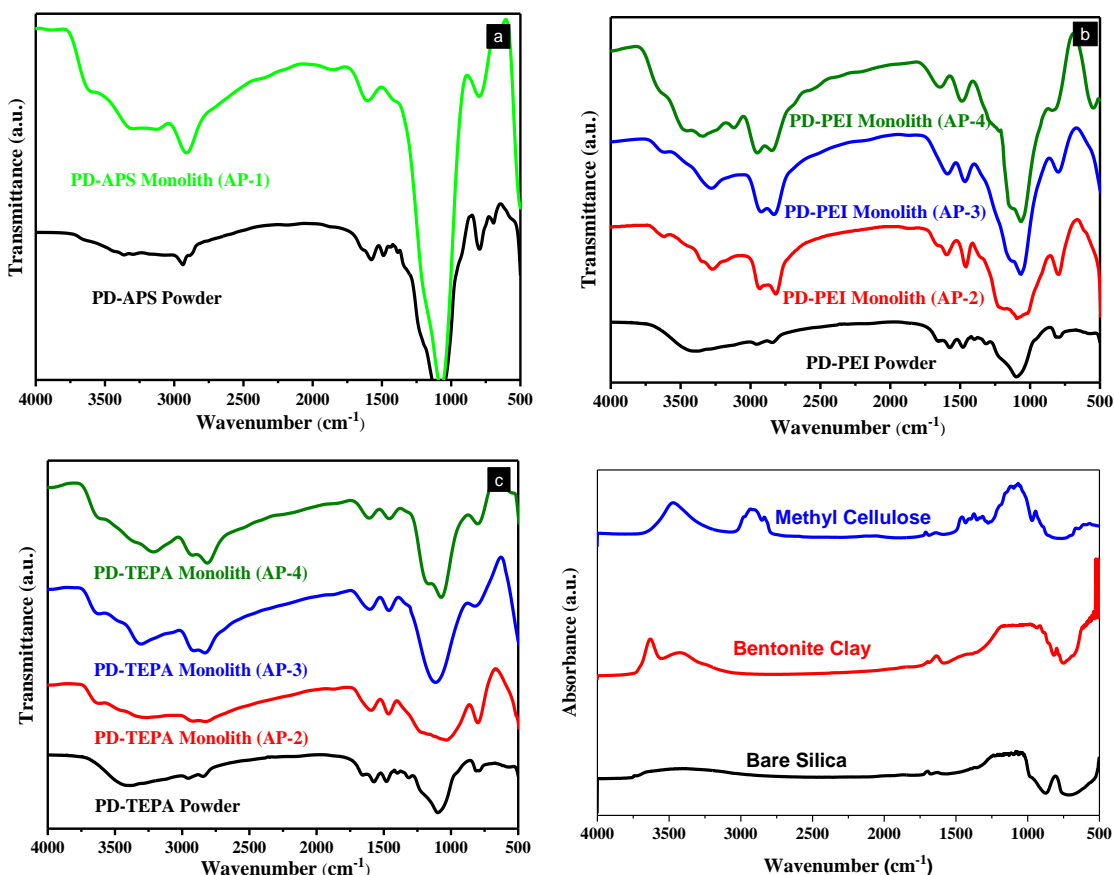 a
Transmittance (a.u.)
PD-APS Monolith (AP-1)
PD-APS Powder
4000 3500 3000 2500 2000 1500 1000 500
Wavenumber (cm⁻¹)
b
Transmittance (a.u.)
PD-PEI Monolith (AP-4)
PD-PEI Monolith (AP-3)
PD-PEI Monolith (AP-2)
PD-PEI Powder
4000 3500 3000 2500 2000 1500 1000 500
Wavenumber (cm⁻¹)
c
Transmittance (a.u.)
PD-TEPA Monolith (AP-4)
PD-TEPA Monolith (AP-3)
PD-TEPA Monolith (AP-2)
PD-TEPA Powder
4000 3500 3000 2500 2000 1500 1000 500
Wavenumber (cm⁻¹)
Absorbance (a.u.)
Methyl Cellulose
Bentonite Clay
Bare Silica
4000 3500 3000 2500 2000 1500 1000 500
Wavenumber (cm⁻¹)